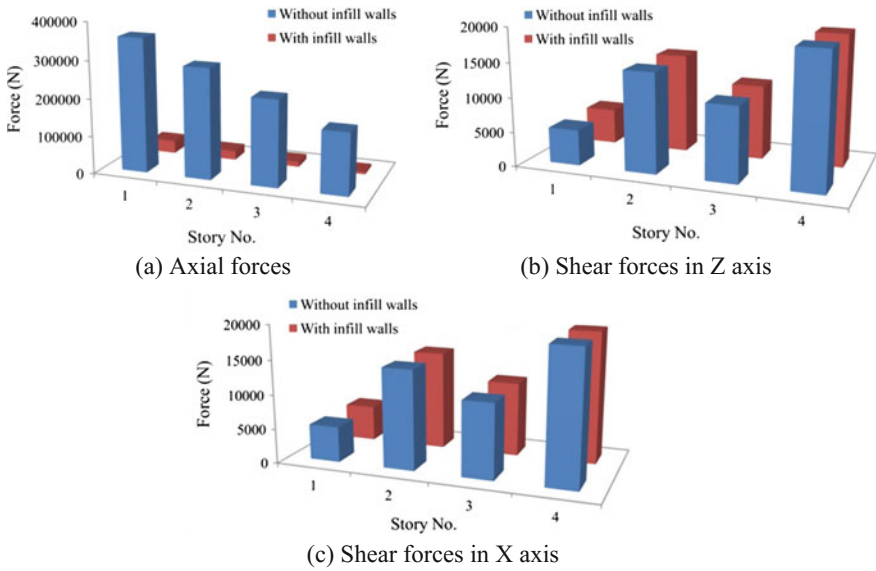 Without infill walls
With infill walls
400000
300000
200000
100000
0
Force (N)
1 2 3 4
Story No.
(a) Axial forces
Without infill walls
With infill walls
20000
15000
10000
5000
0
Force (N)
1 2 3 4
Story No.
(b) Shear forces in Z axis
Without infill walls
With infill walls
20000
15000
10000
5000
0
Force (N)
1 2 3 4
Story No.
(c) Shear forces in X axis